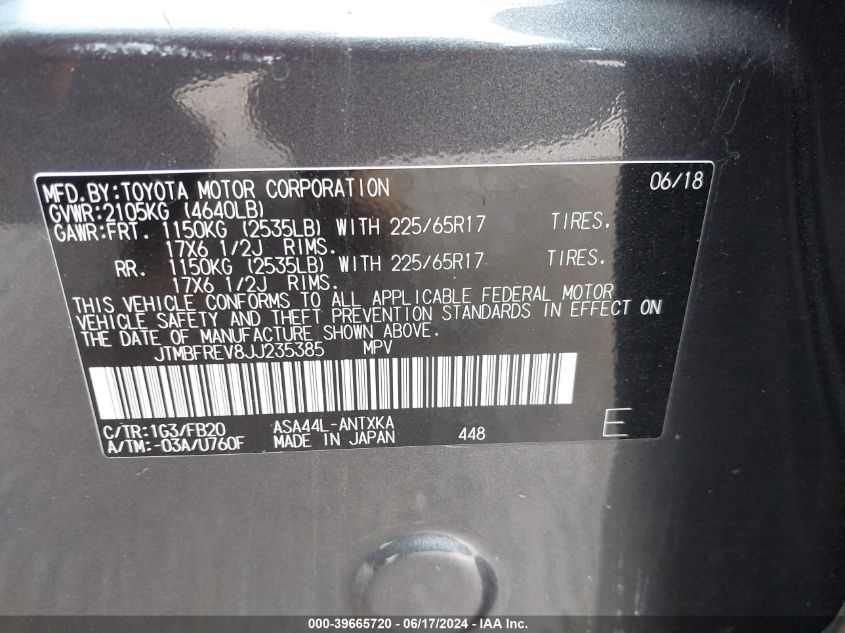 MFD.BY:TOYOTA MOTOR CORPORATION 06/18
GVWR:2105KG (4640LB)
GAWR:FRT. 1150KG (2535LB) WITH 225/65R17 TIRES.
17X6 1/2J RIMS.
RR. 1150KG (2535LB) WITH 225/65R17 TIRES.
17X6 1/2J RIMS.
THIS VEHICLE CONFORMS TO ALL APPLICABLE FEDERAL MOTOR
VEHICLE SAFETY AND THEFT PREVENTION STANDARDS IN EFFECT ON
THE DATE OF MANUFACTURE SHOWN ABOVE.
JTMBFREV8JJ235385 MPV
C/TR:1G3/FB20 ASA44L-ANTXKA
A/TM:-03A/U760F MADE IN JAPAN 448 E
000-39665720 - 06/17/2024 - IAA Inc.